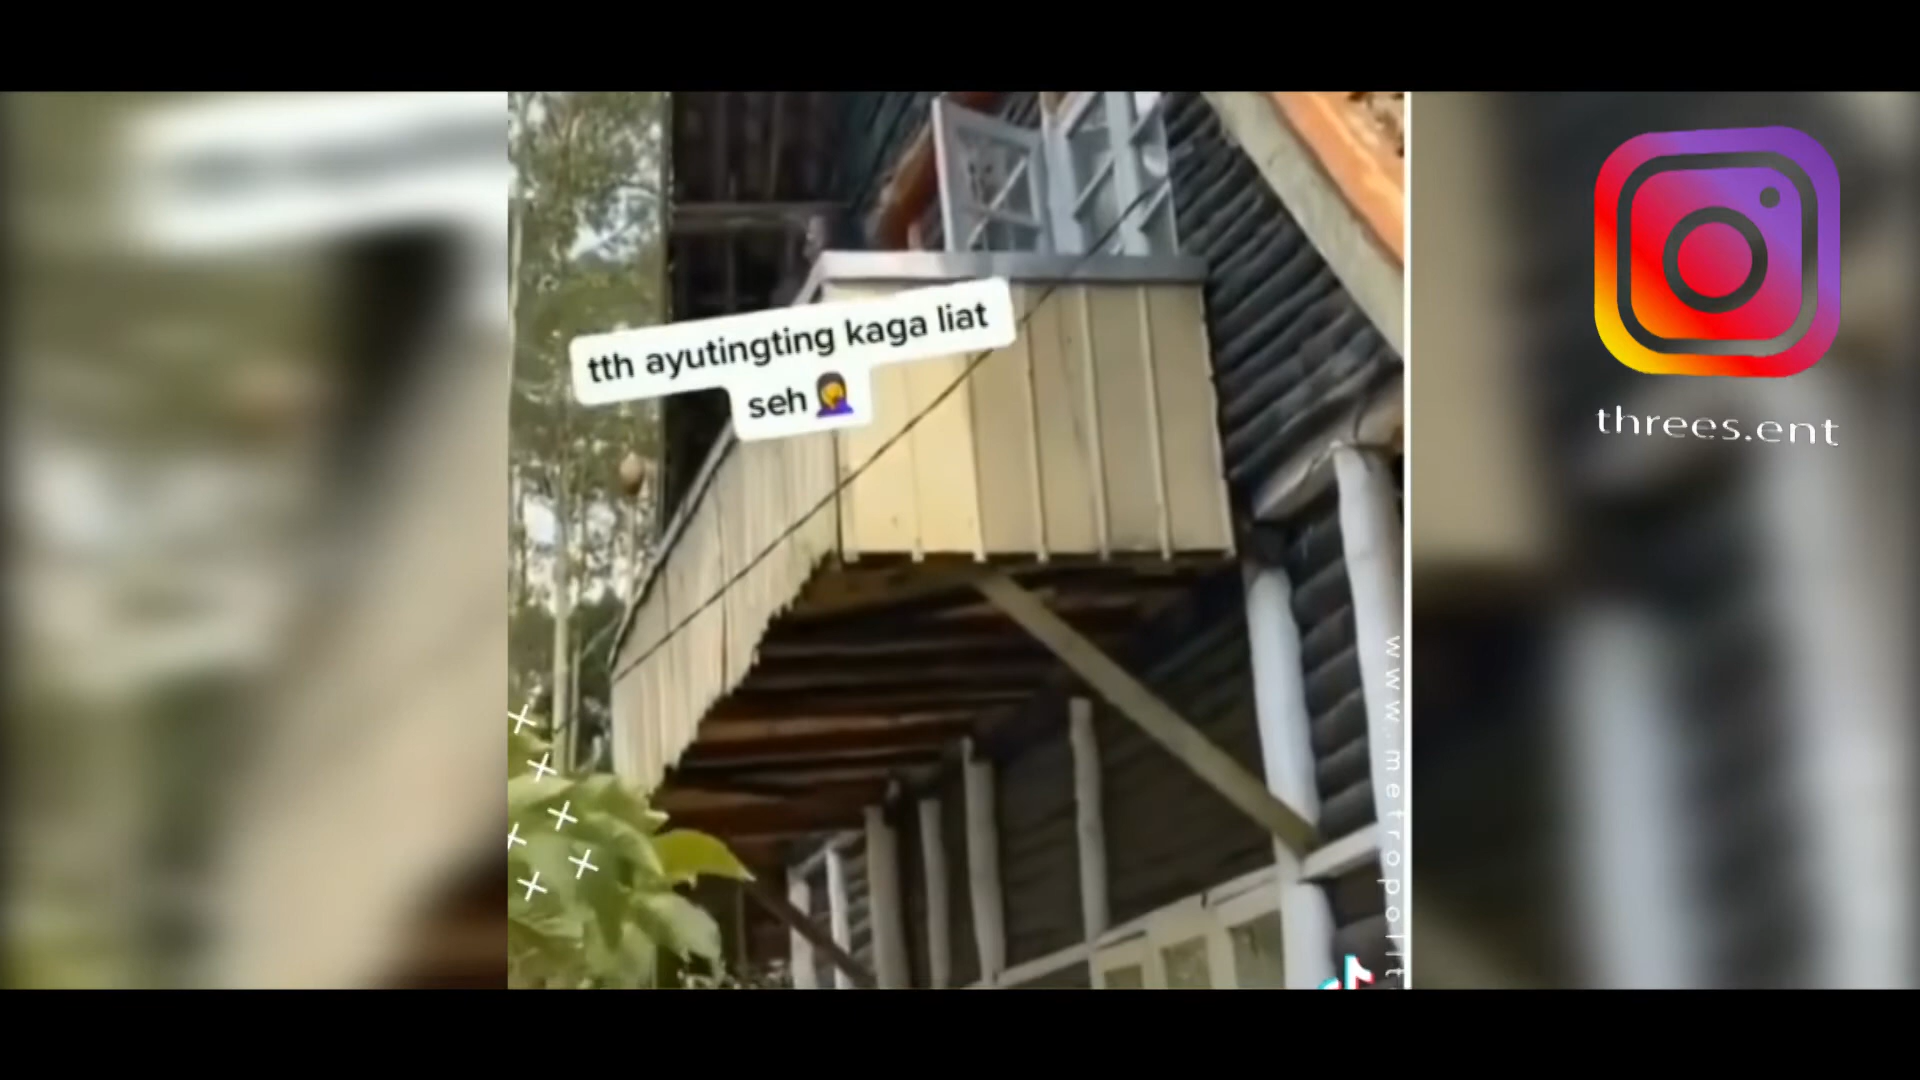 tth ayutingting kaga liat
seh🤦‍♀️
threes.ent
www.metropolit